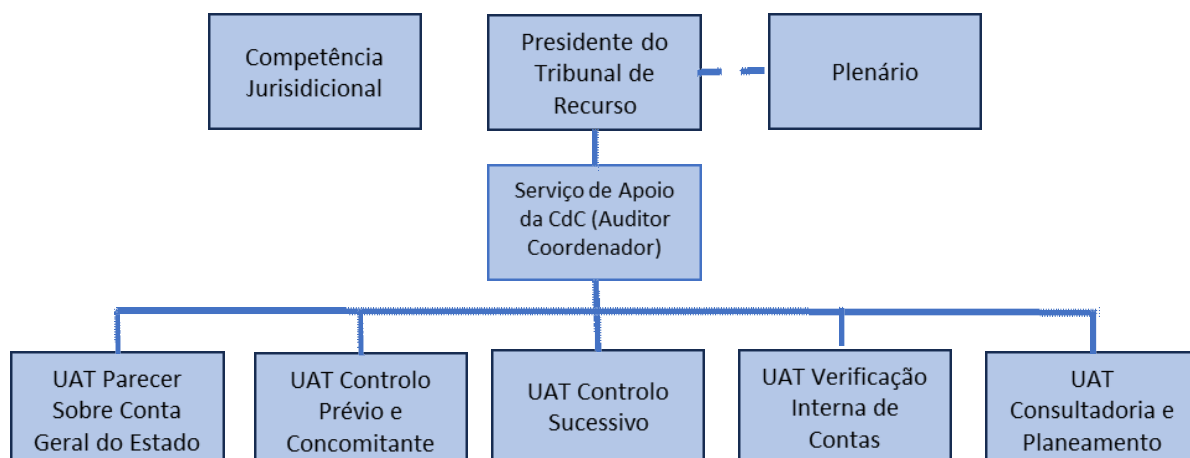 Competência
Jurisidicional
Presidente do
Tribunal de
Recurso
Plenário
Serviço de Apoio
da CdC (Auditor
Coordenador)
UAT Parecer
Sobre Conta
Geral do Estado
UAT Controlo
Prévio e
Concomitante
UAT Controlo
Sucessivo
UAT Verificação
Interna de
Contas
UAT
Consultadoria e
Planeamento